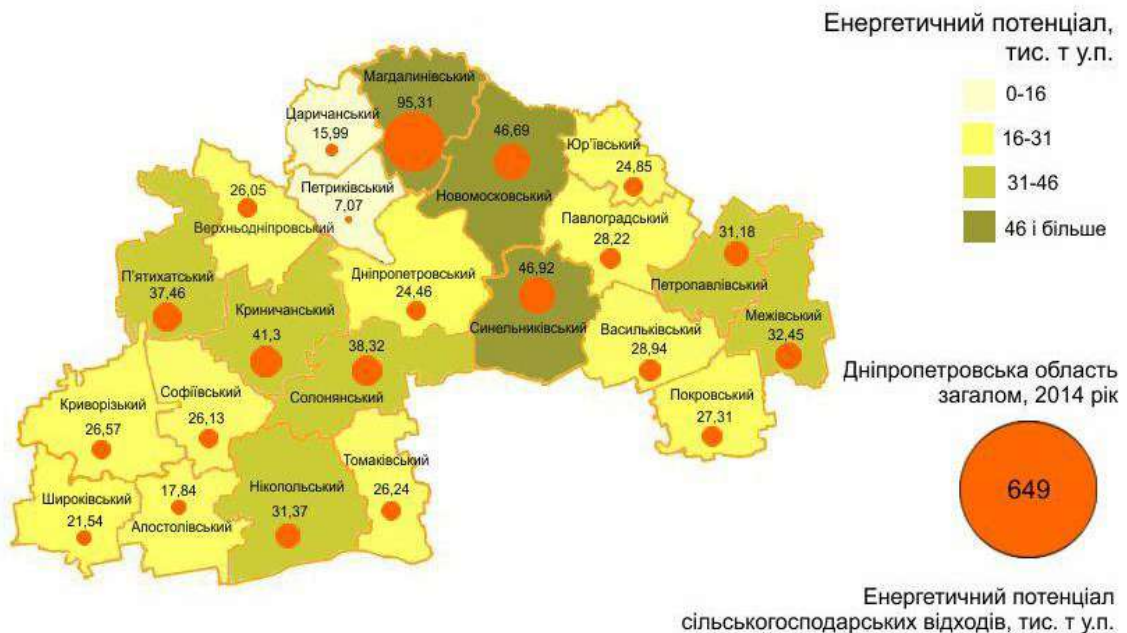 Енергетичний потенціал,
тис. т у.п.
0-16
16-31
31-46
46 і більше
Магдалинівський
95,31
Царичанський
15,99
46,69
Новомосковський
Юр'ївський
24,85
Петриківський
7,07
26,05
Верхньодніпровський
Павлоградський
28,22
31,18
Петропавлівський
П'ятихатський
37,46
Дніпропетровський
24,46
46,92
Синельниківський
Криничанський
41,3
Межівський
32,45
Васильківський
28,94
38,32
Солонянський
Софіївський
26,13
Криворізький
26,57
Покровський
27,31
Томаківський
26,24
Нікопольський
31,37
17,84
Апостолівський
Широківський
21,54
Дніпропетровська область
загалом, 2014 рік
649
Енергетичний потенціал
сільськогосподарських відходів, тис. т у.п.